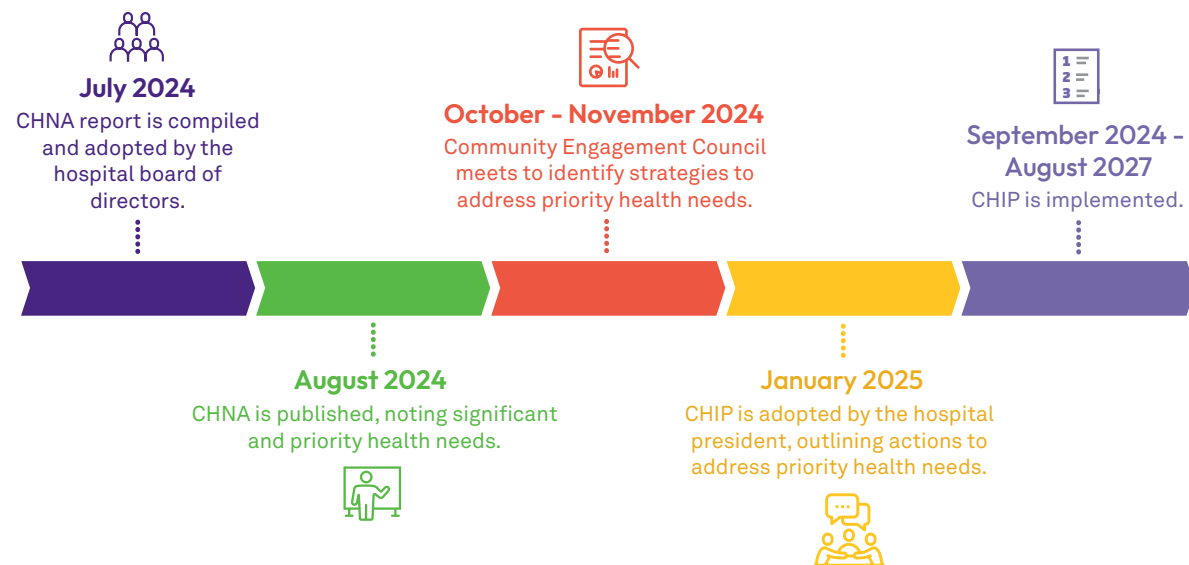 July 2024
CHNA report is compiled
and adopted by the
hospital board of
directors.
August 2024
CHNA is published, noting significant
and priority health needs.
October - November 2024
Community Engagement Council
meets to identify strategies to
address priority health needs.
January 2025
CHIP is adopted by the hospital
president, outlining actions to
address priority health needs.
1
2
3
September 2024 -
August 2027
CHIP is implemented.